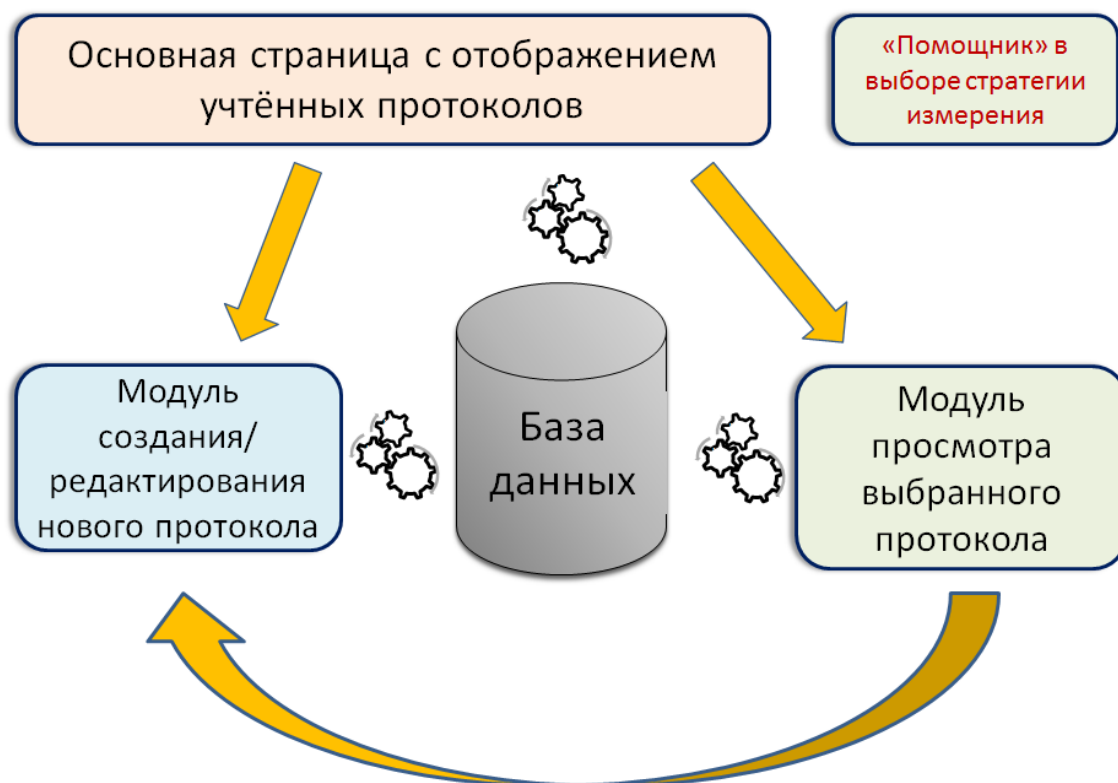 Основная страница с отображением
учтённых протоколов
«Помощник» в
выборе стратегии
измерения
Модуль
создания/
редактирования
нового протокола
База
данных
Модуль
просмотра
выбранного
протокола